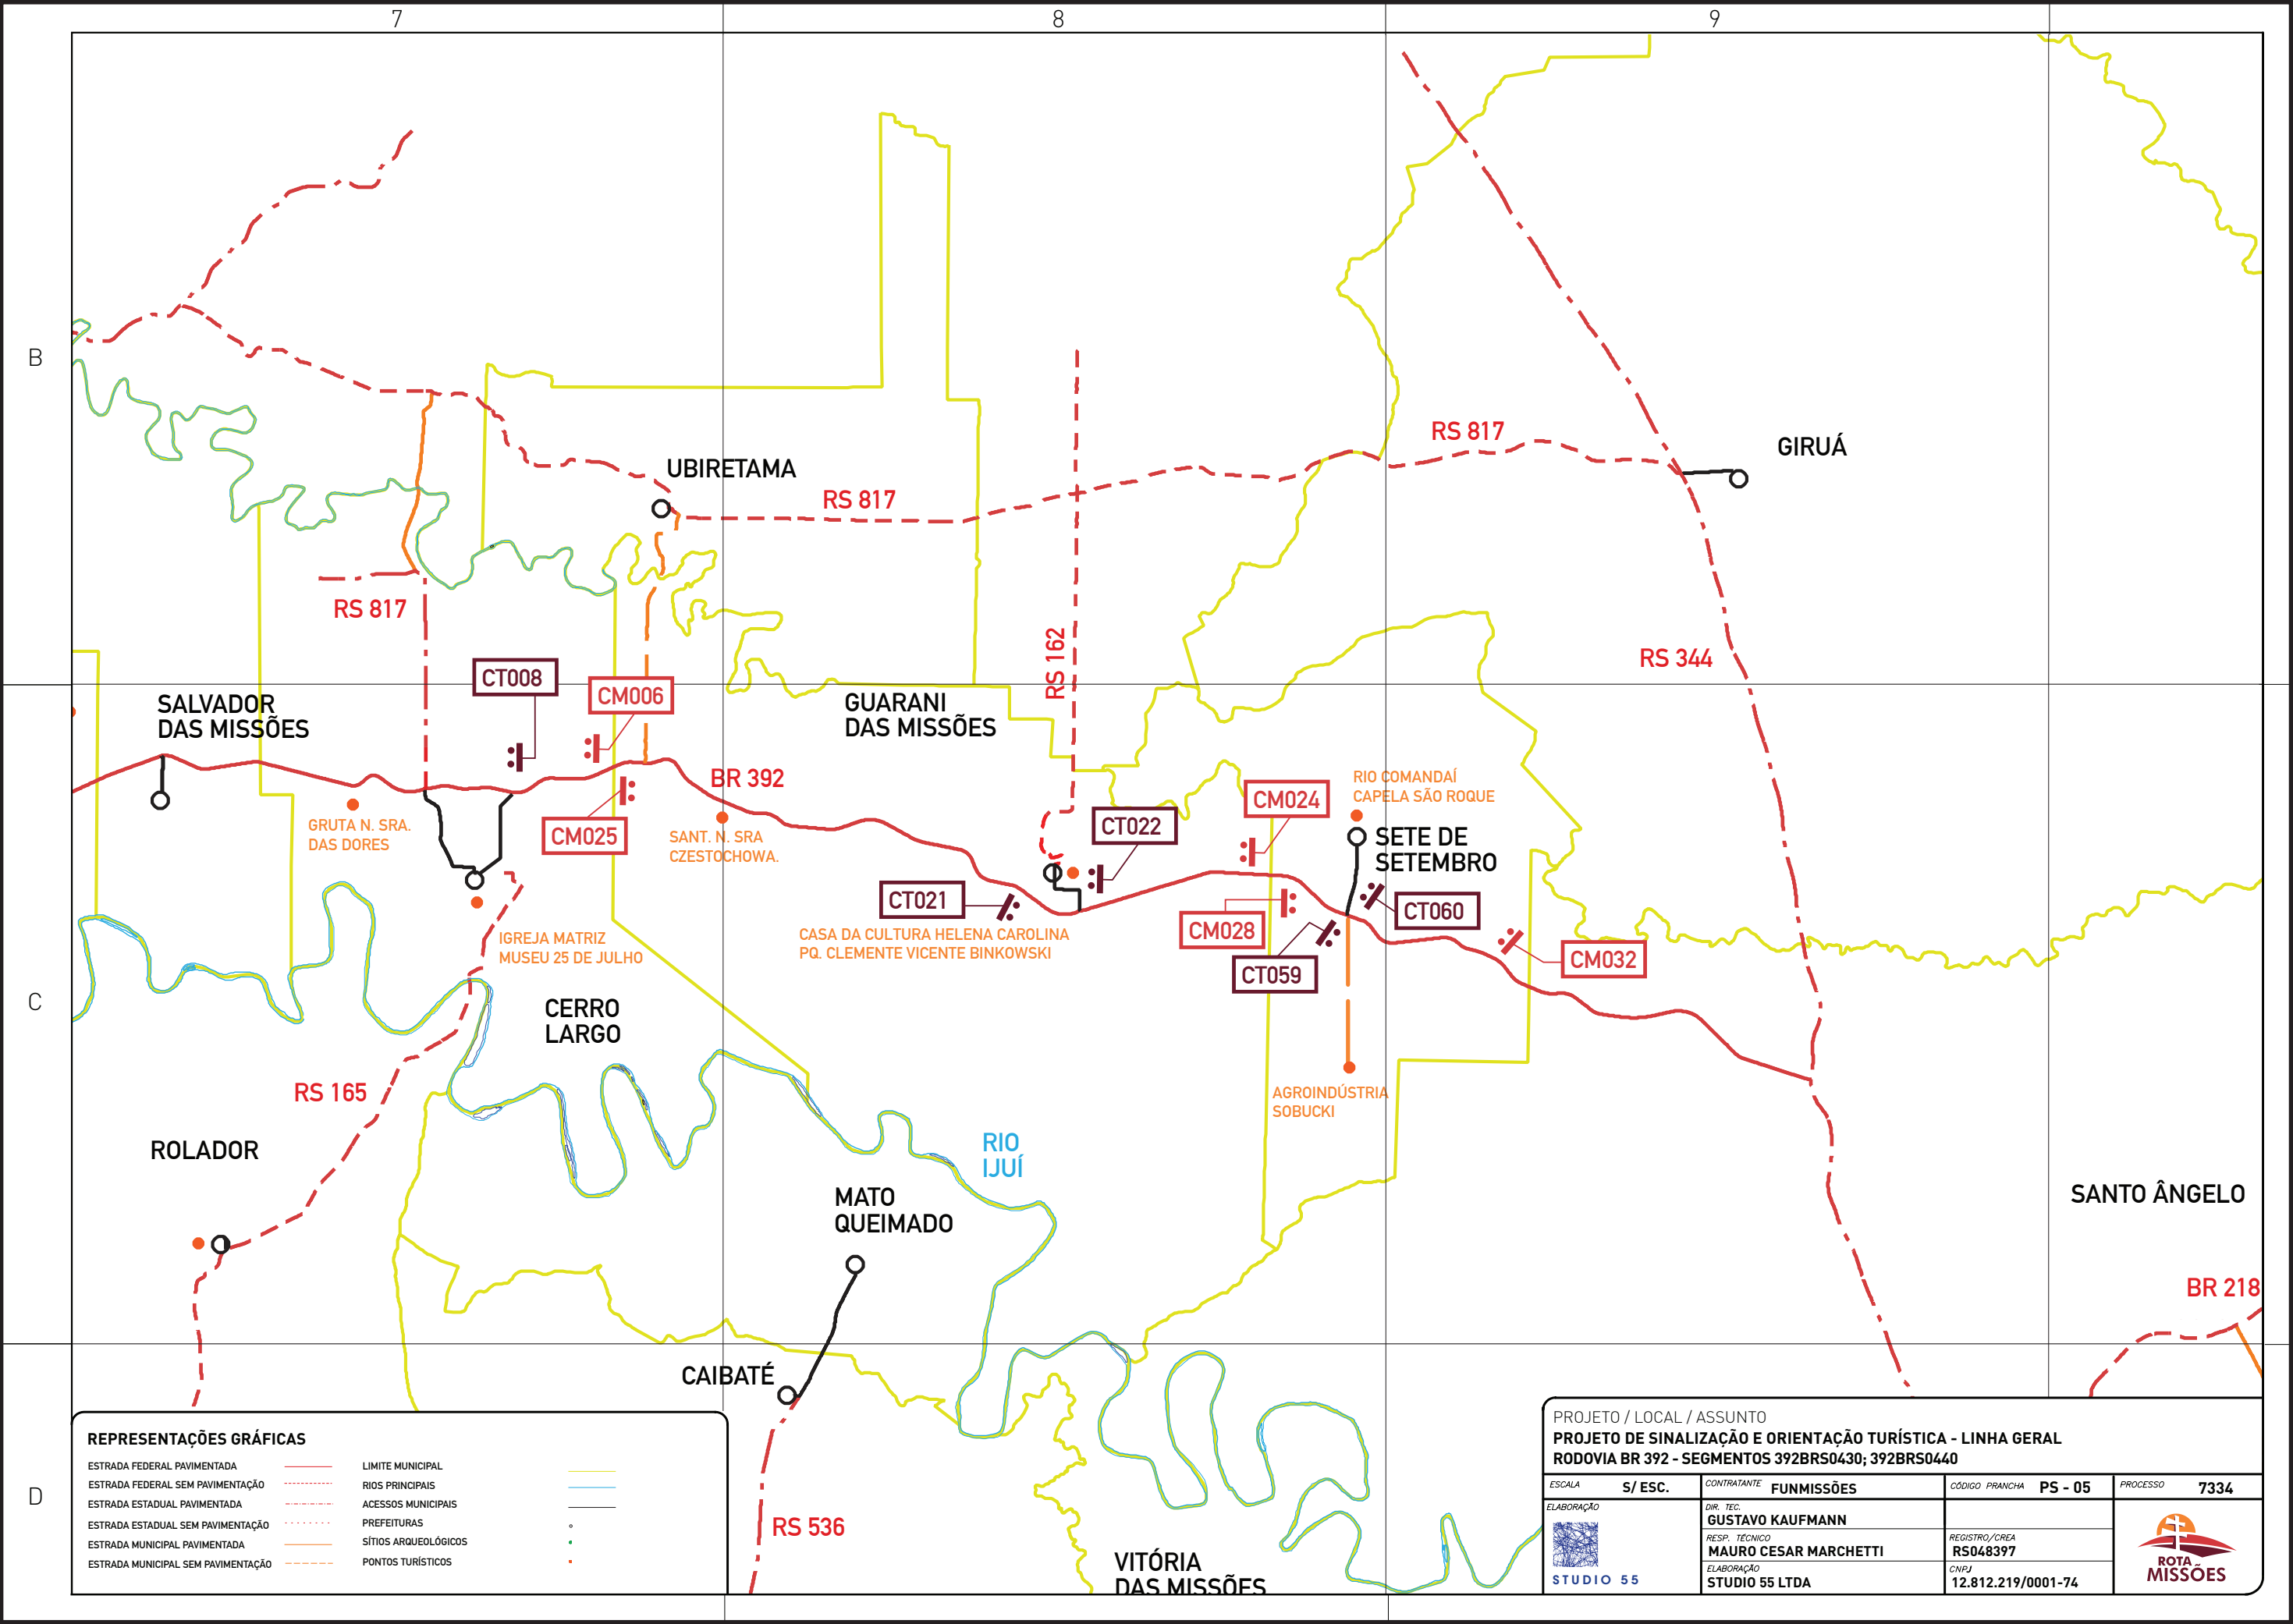 7
8
9
B
C
D
UBIRETAMA
GIRUÁ
RS 817
RS 817
RS 817
RS 162
RS 344
CT008
CM006
SALVADOR
DAS MISSÕES
GUARANI
DAS MISSÕES
BR 392
RIO COMANDAÍ
CAPELA SÃO ROQUE
CM024
CT022
CM025
GRUTA N. SRA.
DAS DORES
SANT. N. SRA
CZESTOCHOWA.
SETE DE
SETEMBRO
CT021
CT060
CM028
CASA DA CULTURA HELENA CAROLINA
PQ. CLEMENTE VICENTE BINKOWSKI
IGREJA MATRIZ
MUSEU 25 DE JULHO
CM032
CT059
CERRO
LARGO
RS 165
AGROINDÚSTRIA
SOBUCKI
ROLADOR
RIO
IJUÍ
MATO
QUEIMADO
SANTO ÂNGELO
BR 218
CAIBATÉ
RS 536
VITÓRIA
DAS MISSÕES
REPRESENTAÇÕES GRÁFICAS
ESTRADA FEDERAL PAVIMENTADA
ESTRADA FEDERAL SEM PAVIMENTAÇÃO
ESTRADA ESTADUAL PAVIMENTADA
ESTRADA ESTADUAL SEM PAVIMENTAÇÃO
ESTRADA MUNICIPAL PAVIMENTADA
ESTRADA MUNICIPAL SEM PAVIMENTAÇÃO
LIMITE MUNICIPAL
RIOS PRINCIPAIS
ACESSOS MUNICIPAIS
PREFEITURAS
SÍTIOS ARQUEOLÓGICOS
PONTOS TURÍSTICOS
PROJETO / LOCAL / ASSUNTO
PROJETO DE SINALIZAÇÃO E ORIENTAÇÃO TURÍSTICA - LINHA GERAL
RODOVIA BR 392 - SEGMENTOS 392BRS0430; 392BRS0440
ESCALA S/ ESC.
CONTRATANTE FUNMISSÕES
CÓDIGO PRANCHA PS - 05
PROCESSO 7334
ELABORAÇÃO
STUDIO 55
DIR. TEC.
GUSTAVO KAUFMANN
RESP. TÉCNICO
MAURO CESAR MARCHETTI
REGISTRO/CREA
RS048397
ELABORAÇÃO
STUDIO 55 LTDA
CNPJ
12.812.219/0001-74
ROTA
MISSÕES